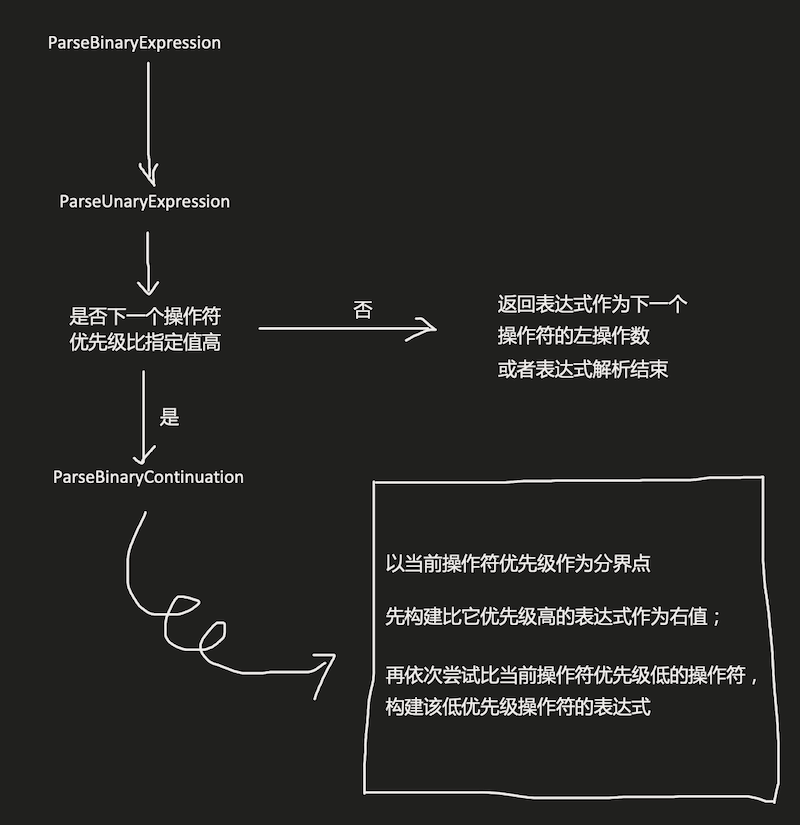 ParseBinaryExpression
ParseUnaryExpression
是否下一个操作符
优先级比指定值高
否
返回表达式作为下一个
操作符的左操作数
或者表达式解析结束
是
ParseBinaryContinuation
以当前操作符优先级作为分界点
先构建比它优先级高的表达式作为右值；
再依次尝试比当前操作符优先级低的操作符，
构建该低优先级操作符的表达式